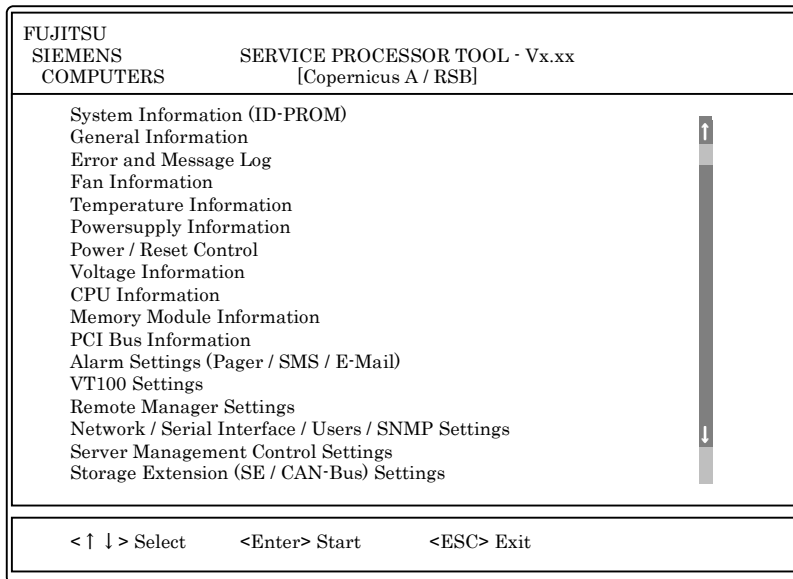 FUJITSU
SIEMENS SERVICE PROCESSOR TOOL - Vx.xx
COMPUTERS [Copernicus A / RSB]
System Information (ID-PROM)
General Information
Error and Message Log
Fan Information
Temperature Information
Powersupply Information
Power / Reset Control
Voltage Information
CPU Information
Memory Module Information
PCI Bus Information
Alarm Settings (Pager / SMS / E-Mail)
VT100 Settings
Remote Manager Settings
Network / Serial Interface / Users / SNMP Settings
Server Management Control Settings
Storage Extension (SE / CAN-Bus) Settings
<↑↓> Select <Enter> Start <ESC> Exit